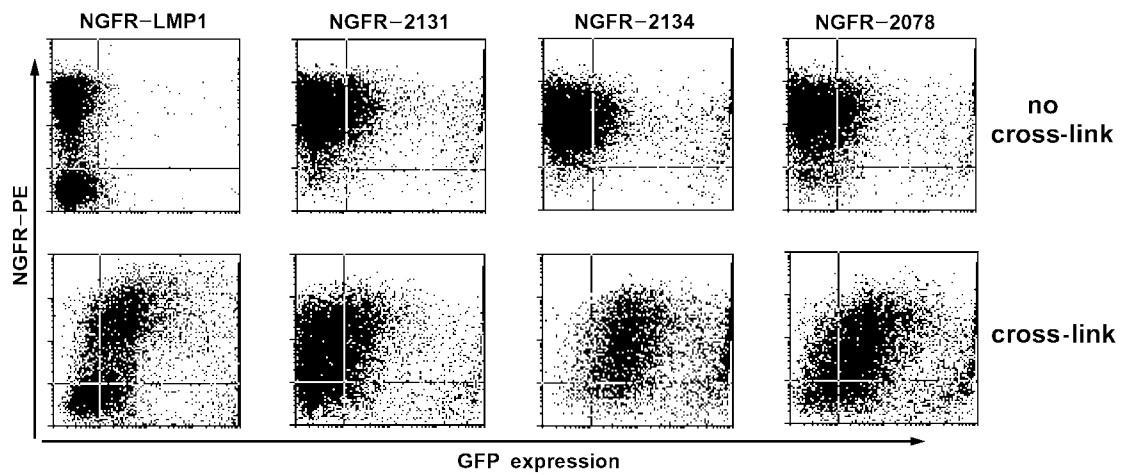 NGFR–LMP1
NGFR–2131
NGFR–2134
NGFR–2078
NGFR–PE
no
cross-link
cross-link
GFP expression